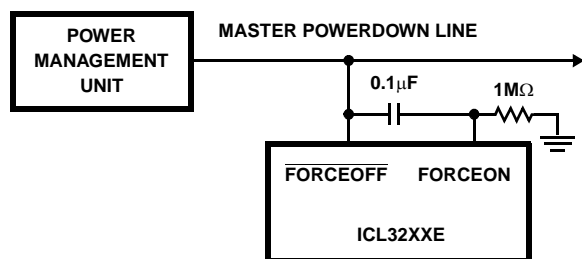 POWER
MANAGEMENT
UNIT
MASTER POWERDOWN LINE
0.1μF
1MΩ
FORCEOFF FORCEON
ICL32XXE